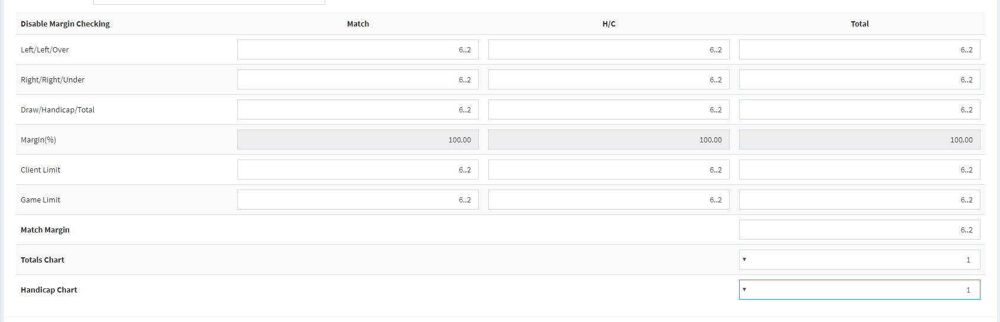 Disable Margin Checking Match H/C Total
Left/Left/Over 6..2 6..2 6..2
Right/Right/Under 6..2 6..2 6..2
Draw/Handicap/Total 6..2 6..2 6..2
Margin(%) 100.00 100.00 100.00
Client Limit 6..2 6..2 6..2
Game Limit 6..2 6..2 6..2
Match Margin 6..2
Totals Chart 1
Handicap Chart 1